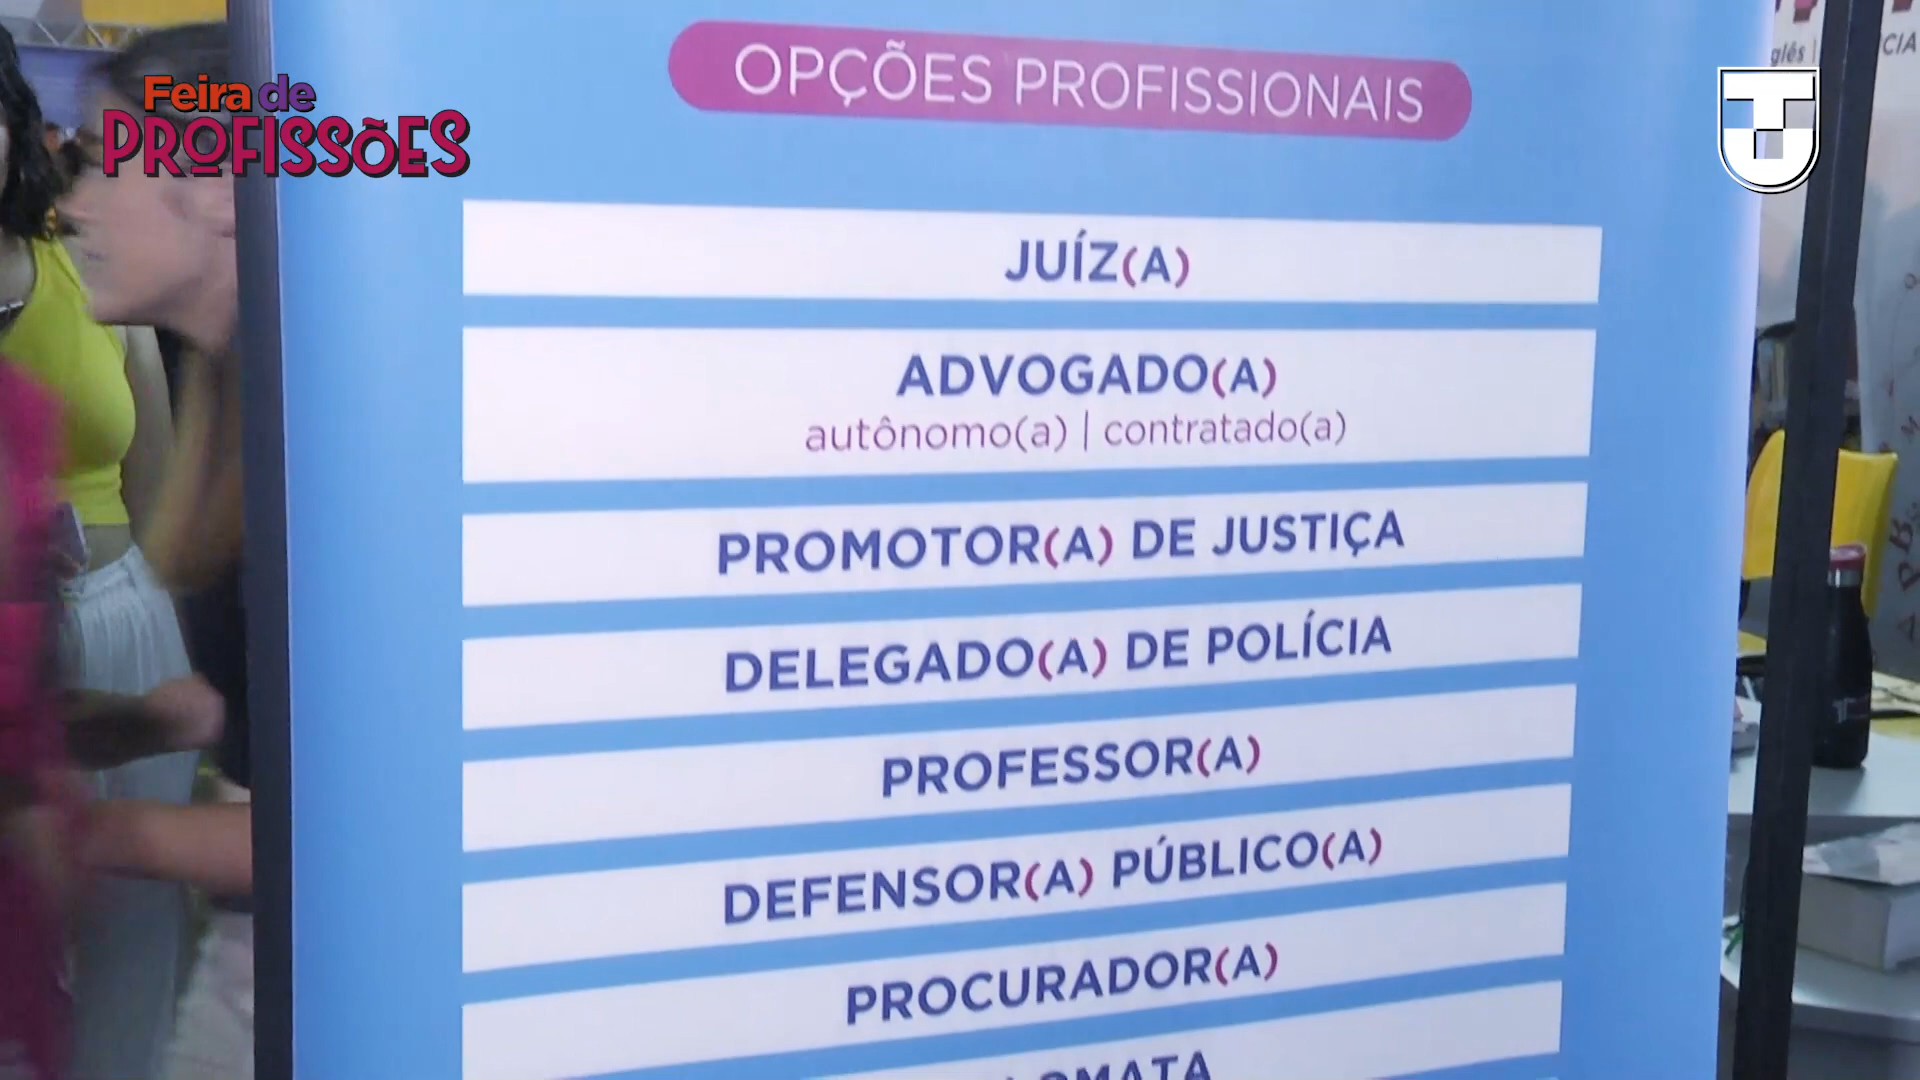 Feira de
PROFISSÕES
OPÇÕES PROFISSIONAIS
JUÍZ(A)
ADVOGADO(A)
autônomo(a) | contratado(a)
PROMOTOR(A) DE JUSTIÇA
DELEGADO(A) DE POLÍCIA
PROFESSOR(A)
DEFENSOR(A) PÚBLICO(A)
PROCURADOR(A)